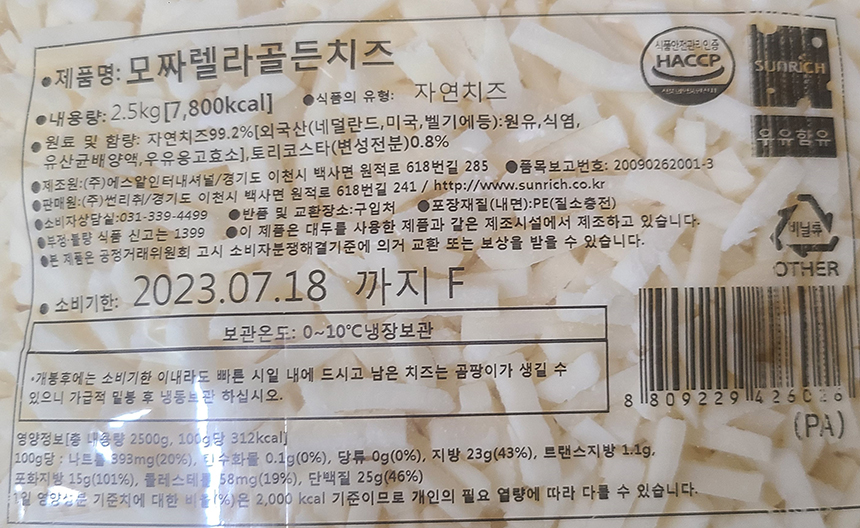 제품명: 모짜렐라골든치즈
내용량: 2.5kg[7,800kcal] ●식품의 유형: 자연치즈
원료 및 함량: 자연치즈99.2%[외국산(네덜란드,미국,벨기에등):원유,식염,
유산균배양액,우유응고효소],토리코스타(변성전분)0.8%
●제조원:(주)에스알인터내셔널/경기도 이천시 백사면 원적로 618번길 285 ●품목보고번호: 20090262001-3
●판매원:(주)썬리취/경기도 이천시 백사면 원적로 618번길 241 / http://www.sunrich.co.kr
●소비자상담실:031-339-4499 ●반품 및 교환장소:구입처 ●포장재질(내면):PE(질소충전)
●부정·불량 식품 신고는 1399 ●이 제품은 대두를 사용한 제품과 같은 제조시설에서 제조하고 있습니다.
●본 제품은 공정거래위원회 고시 소비자분쟁해결기준에 의거 교환 또는 보상을 받을 수 있습니다.
● 소비기한: 2023.07.18 까지 F
보관온도: 0~10℃냉장보관
•개봉후에는 소비기한 이내라도 빠른 시일 내에 드시고 남은 치즈는 곰팡이가 생길 수
있으니 가급적 밀봉 후 냉동보관 하십시오.
영양정보[총 내용량 2500g, 100g당 312kcal]
100g당 : 나트륨 393mg(20%), 탄수화물 0.1g(0%), 당류 0g(0%), 지방 23g(43%), 트랜스지방 1.1g,
포화지방 15g(101%), 콜레스테롤 58mg(19%), 단백질 25g(46%)
1일 영양성분 기준치에 대한 비율(%)은 2,000 kcal 기준이므로 개인의 필요 열량에 따라 다를 수 있습니다.
식품안전관리인증
HACCP
SUNRICH
우유함유
비닐류
OTHER
8 809229 426026
(PA)